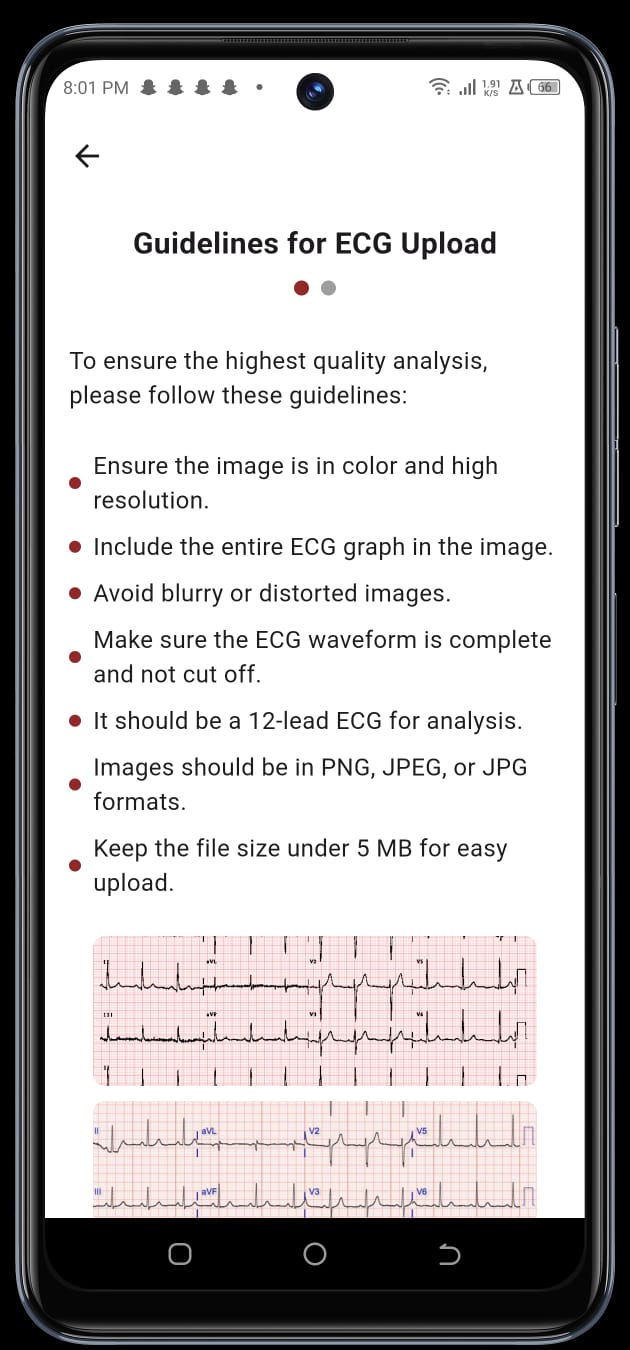 8:01 PM
1.91
K/S
66
Guidelines for ECG Upload
To ensure the highest quality analysis,
please follow these guidelines:
Ensure the image is in color and high
resolution.
Include the entire ECG graph in the image.
Avoid blurry or distorted images.
Make sure the ECG waveform is complete
and not cut off.
It should be a 12-lead ECG for analysis.
Images should be in PNG, JPEG, or JPG
formats.
Keep the file size under 5 MB for easy
upload.
aVL
V2
V5
III
aVF
V3
II
aVL
V2
V5
III
aVF
V3
V6